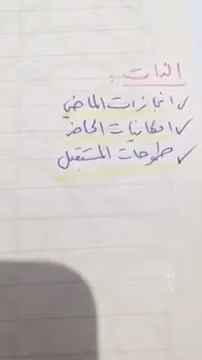 الذات :
✓ انجازات الماضي
✓ امكانيات الحاضر
✓ طموحات المستقبل